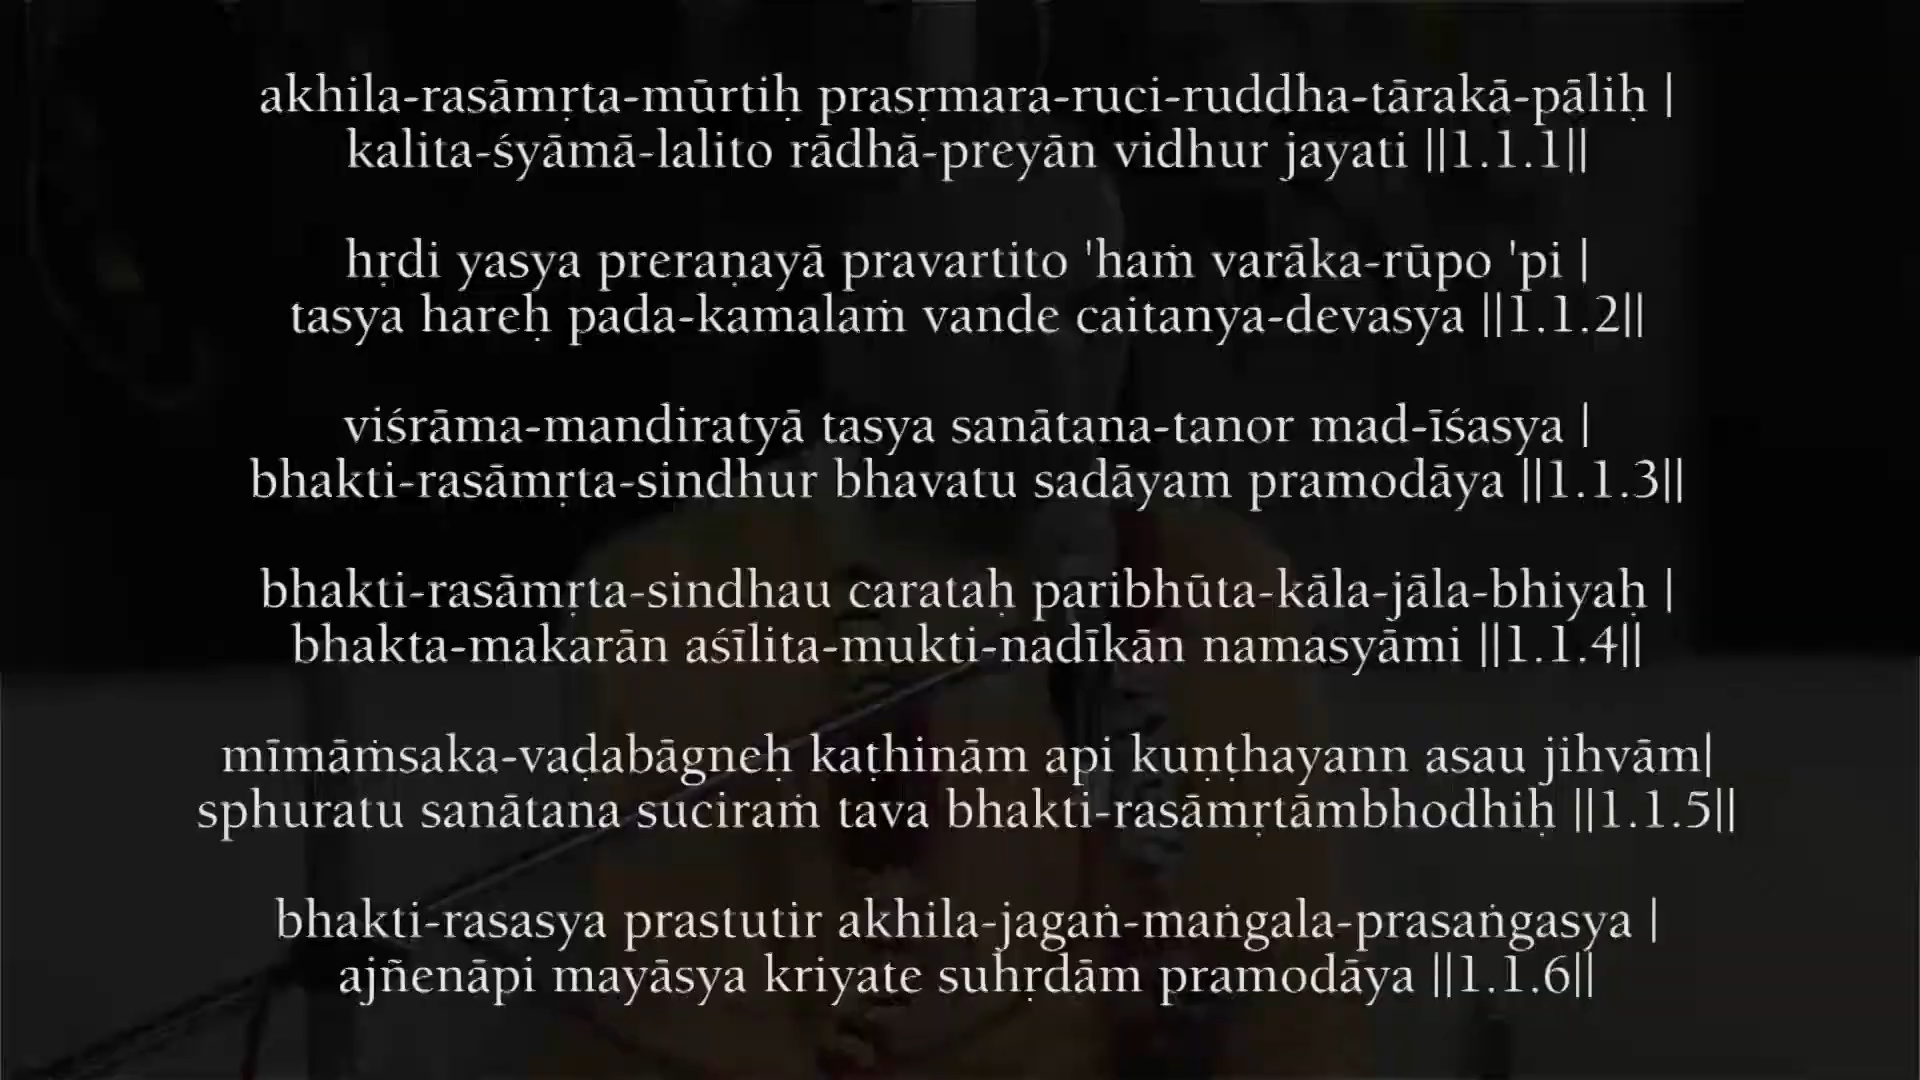 akhila-rasāmṛta-mūrtiḥ prasṛmara-ruci-ruddha-tārakā-pāliḥ |
kalita-śyāmā-lalito rādhā-preyān vidhur jayati ||1.1.1||
hṛdi yasya preraṇayā pravartito 'haṁ varāka-rūpo 'pi |
tasya hareḥ pada-kamalaṁ vande caitanya-devasya ||1.1.2||
viśrāma-mandiratyā tasya sanātana-tanor mad-īśasya |
bhakti-rasāmṛta-sindhur bhavatu sadāyam pramodāya ||1.1.3||
bhakti-rasāmṛta-sindhau carataḥ paribhūta-kāla-jāla-bhiyaḥ |
bhakta-makarān aśīlita-mukti-nadīkān namasyāmi ||1.1.4||
mīmāṁsaka-vaḍabāgneḥ kaṭhinām api kuṇṭhayann asau jihvām|
sphuratu sanātana suciraṁ tava bhakti-rasāmṛtāmbhodhiḥ ||1.1.5||
bhakti-rasasya prastutir akhila-jagaṅ-maṅgala-prasaṅgasya |
ajñenāpi mayāsya kriyate suhṛdām pramodāya ||1.1.6||